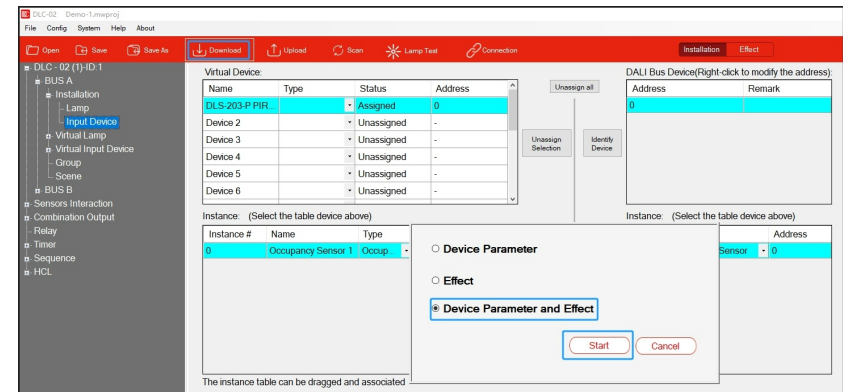 DLC-02 Demo-1.mwproj
File Config System Help About
Open Save Save As Download Upload Scan Lamp Test Connection Installation Effect
DLC - 02 (1)-ID:1
BUS A
Installation
Lamp
Input Device
Virtual Lamp
Virtual Input Device
Group
Scene
BUS B
Sensors Interaction
Combination Output
Relay
Timer
Sequence
HCL
Virtual Device:
Name Type Status Address
DLS-203-P PIR... Assigned 0
Device 2 Unassigned -
Device 3 Unassigned -
Device 4 Unassigned -
Device 5 Unassigned -
Device 6 Unassigned -
Unassign all
Unassign
Selection
Identify
Device
DALI Bus Device(Right-click to modify the address):
Address Remark
0
Instance: (Select the table device above)
Instance # Name Type
0 Occupancy Sensor 1 Occup...
Instance: (Select the table device above)
Address
Sensor 0
Device Parameter
Effect
Device Parameter and Effect
Start Cancel
The instance table can be dragged and associated